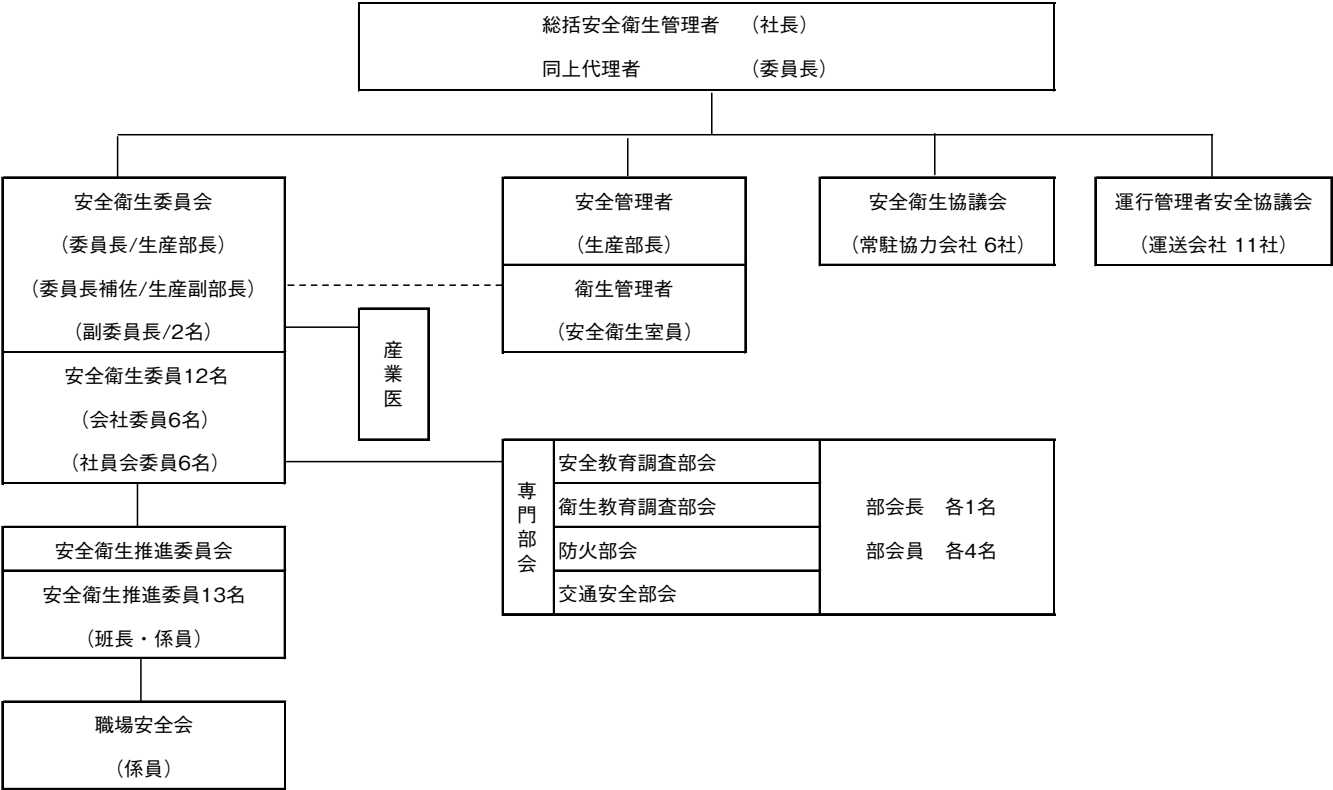 総括安全衛生管理者 （社長）
同上代理者 （委員長）
安全衛生委員会
（委員長/生産部長）
（委員長補佐/生産副部長）
（副委員長/2名）
安全衛生委員12名
（会社委員6名）
（社員会委員6名）
安全衛生推進委員会
安全衛生推進委員13名
（班長・係員）
職場安全会
（係員）
産業医
安全管理者
（生産部長）
衛生管理者
（安全衛生室員）
安全衛生協議会
（常駐協力会社 6社）
運行管理者安全協議会
（運送会社 11社）
専門部会
安全教育調査部会
衛生教育調査部会
防火部会
交通安全部会
部会長 各1名
部会員 各4名